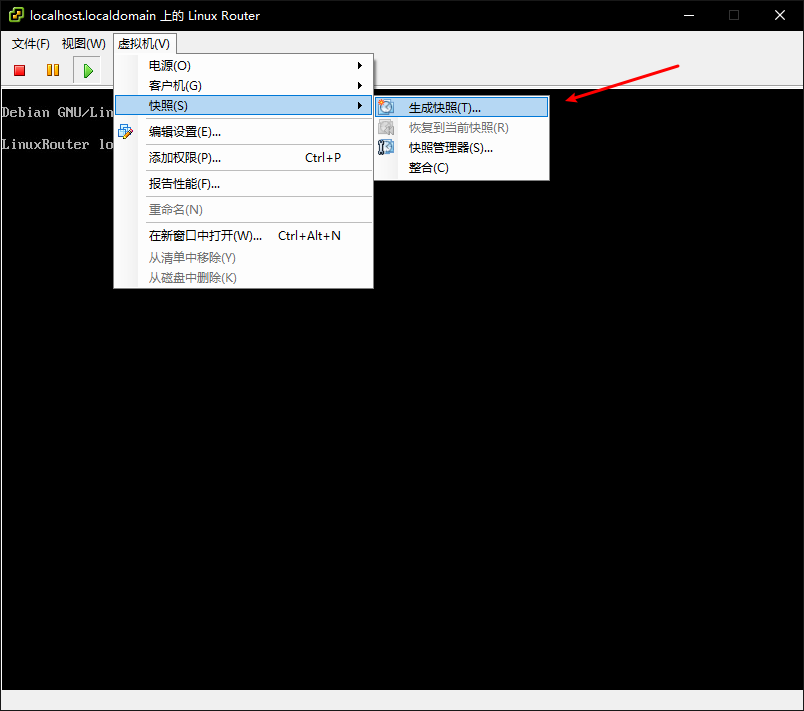 localhost.localdomain 上的 Linux Router
文件(F) 视图(W) 虚拟机(V)
电源(O)
客户机(G)
快照(S)
编辑设置(E)...
添加权限(P)... Ctrl+P
报告性能(F)...
重命名(N)
在新窗口中打开(W)... Ctrl+Alt+N
从清单中移除(Y)
从磁盘中删除(K)
生成快照(T)...
恢复到当前快照(R)
快照管理器(S)...
整合(C)
Debian GNU/Lin
LinuxRouter lo